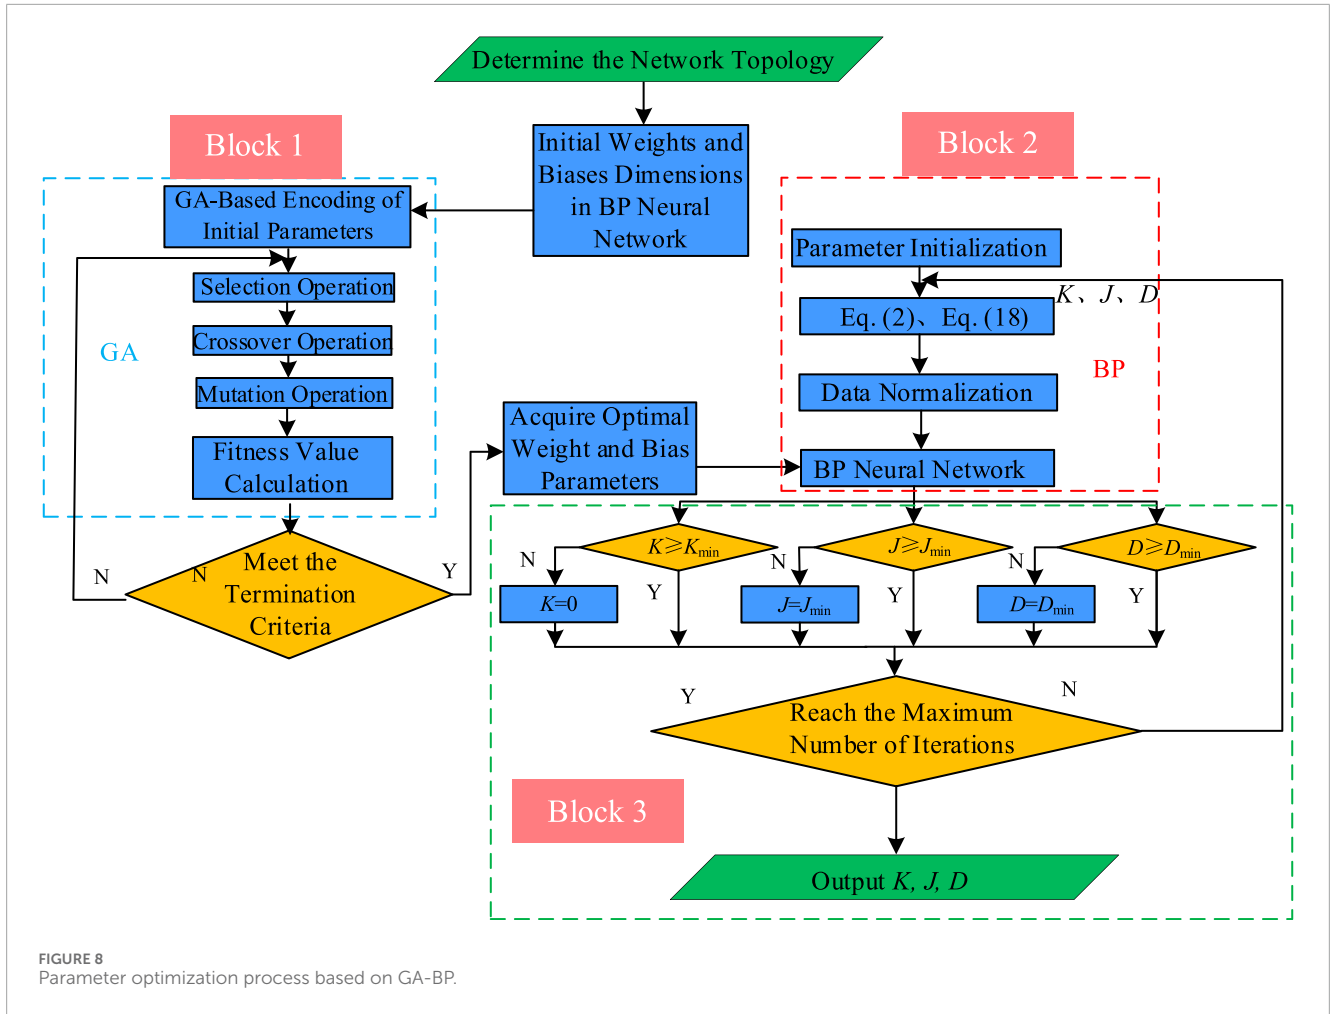 Determine the Network Topology
Initial Weights and
Biases Dimensions
in BP Neural
Network
Block 1
GA-Based Encoding of
Initial Parameters
Selection Operation
Crossover Operation
Mutation Operation
Fitness Value
Calculation
GA
Meet the
Termination
Criteria
N
N
Y
Acquire Optimal
Weight and Bias
Parameters
Block 2
Parameter Initialization
K、J、D
Eq. (2)、Eq. (18)
BP
Data Normalization
BP Neural Network
K≥Kmin
J≥Jmin
D≥Dmin
N
Y
N
Y
N
Y
K=0
J=Jmin
D=Dmin
Y
N
Reach the Maximum
Number of Iterations
Block 3
Output K, J, D
FIGURE 8
Parameter optimization process based on GA-BP.